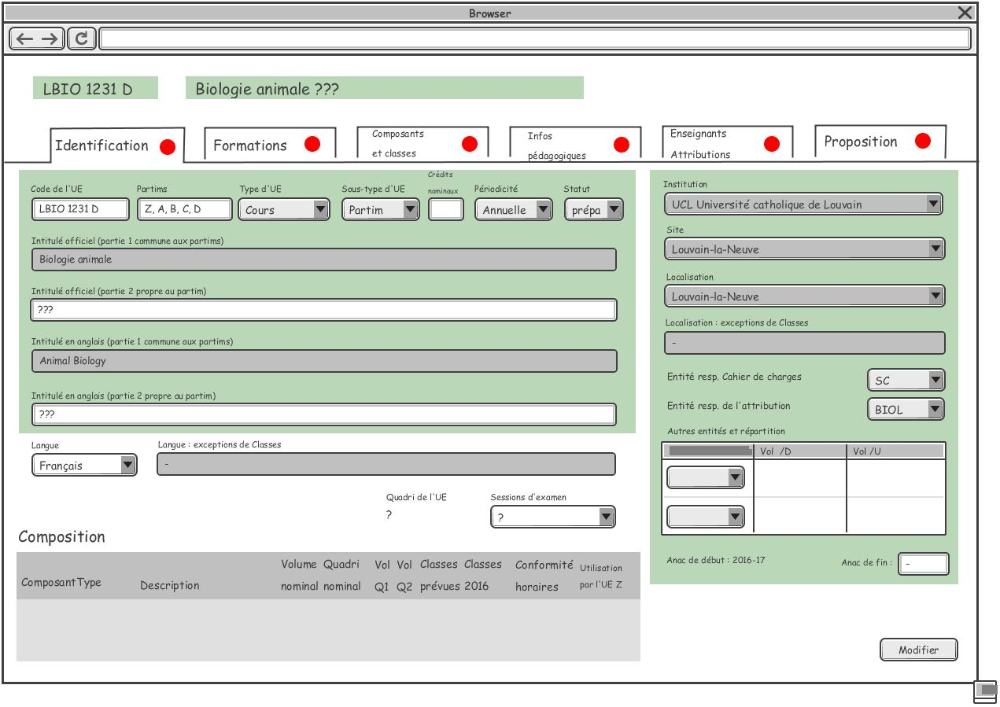 Browser
LBIO 1231 D
Biologie animale ???
Identification
Formations
Composants
et classes
Infos
pédagogiques
Enseignants
Attributions
Proposition
Code de l'UE
Partims
Type d'UE
Sous-type d'UE
Crédits
nominaux
Périodicité
Statut
LBIO 1231 D
Z, A, B, C, D
Cours
Partim
Annuelle
prépa
Intitulé officiel (partie 1 commune aux partims)
Biologie animale
Intitulé officiel (partie 2 propre au partim)
???
Intitulé en anglais (partie 1 commune aux partims)
Animal Biology
Intitulé en anglais (partie 2 propre au partim)
???
Langue
Français
Langue : exceptions de Classes
-
Quadri de l'UE
?
Sessions d'examen
?
Institution
UCL Université catholique de Louvain
Site
Louvain-la-Neuve
Localisation
Louvain-la-Neuve
Localisation : exceptions de Classes
-
Entité resp. Cahier de charges
SC
Entité resp. de l'attribution
BIOL
Autres entités et répartition
Vol /D
Vol /U
Anac de début : 2016-17
Anac de fin :
-
Composition
Composant Type
Description
Volume
nominal
Quadri
nominal
Vol
Q1
Vol
Q2
Classes
prévues
Classes
2016
Conformité
horaires
Utilisation
par l'UE Z
Modifier